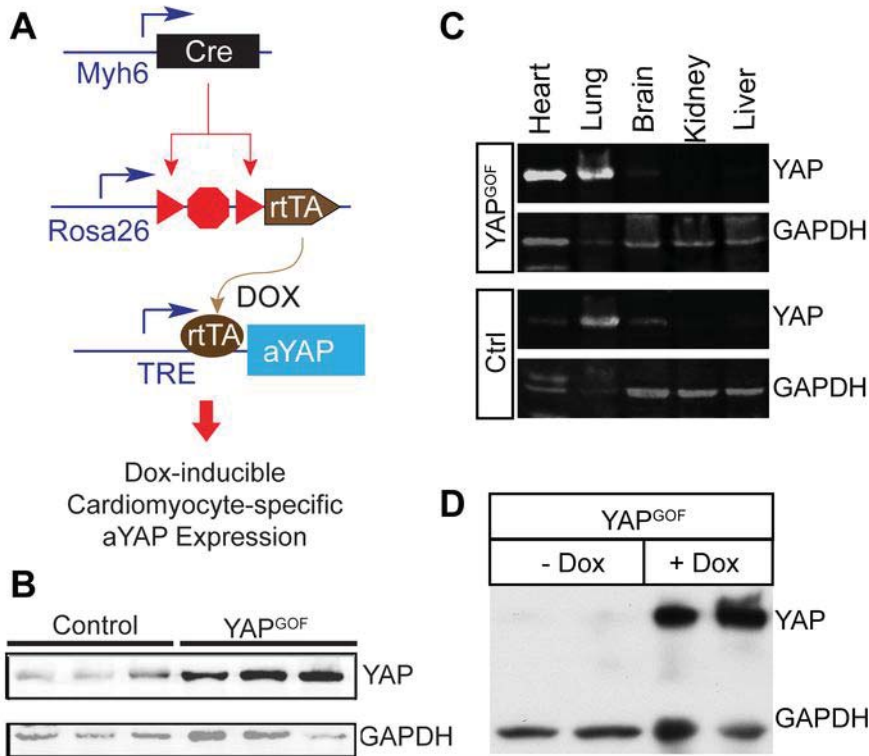 A
Cre
Myh6
rtTA
Rosa26
DOX
rtTA
aYAP
TRE
Dox-inducible
Cardiomyocyte-specific
aYAP Expression
B
Control YAPGOF
YAP
GAPDH
C
Heart Lung Brain Kidney Liver
YAPGOF
YAP
GAPDH
Ctrl
YAP
GAPDH
D
YAPGOF
- Dox + Dox
YAP
GAPDH